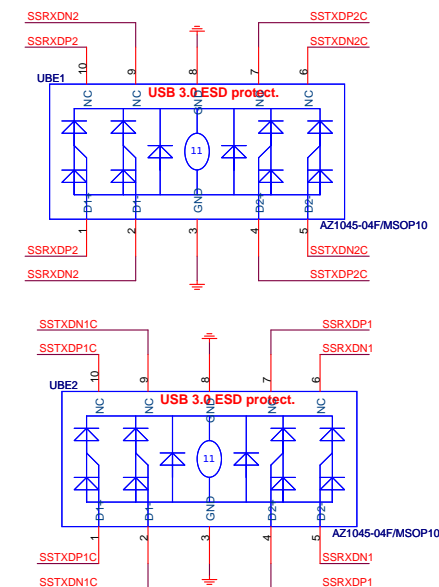 SSRXDN2
SSTXDP2C
SSRXDP2
SSTXDN2C
10
9
8
7
6
UBE1
USB 3.0 ESD protect.
NC
NC
GND
NC
NC
11
D1+
D1-
GND
D2+
D2-
AZ1045-04F/MSOP10
1
2
3
4
5
SSRXDP2
SSTXDN2C
SSRXDN2
SSTXDP2C
SSTXDN1C
SSRXDP1
SSTXDP1C
SSRXDN1
10
9
8
7
6
UBE2
USB 3.0 ESD protect.
NC
NC
GND
NC
NC
11
D1+
D1-
GND
D2+
D2-
AZ1045-04F/MSOP10
1
2
3
4
5
SSTXDP1C
SSRXDN1
SSTXDN1C
SSRXDP1